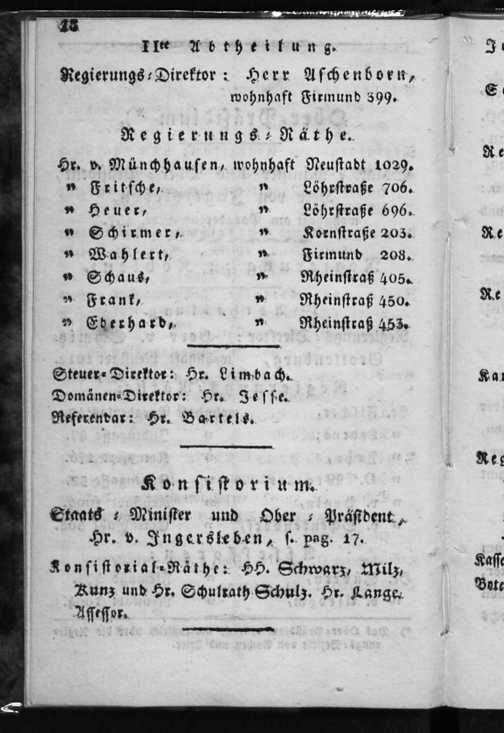 18
IIte Abtheilung.
Regierungs-Direktor: Herr Aschenborn,
wohnhaft Firmund 399.
Regierungs-Räthe.
Hr. v. Münchhausen, wohnhaft Neustadt 1029.
" Fritsche, " Löhrstraße 706.
" Heuer, " Löhrstraße 696.
" Schirmer, " Kornstraße 203.
" Wahlert, " Firmund 208.
" Schaus, " Rheinstraß 405.
" Frank, " Rheinstraß 450.
" Eberhard, " Rheinstraß 453.
Steuer-Direktor: Hr. Limbach.
Domänen-Direktor: Hr. Jesse.
Referendar: Hr. Bartels.
Konsistorium.
Staats-Minister und Ober-Präsident,
Hr. v. Ingersleben, s. pag. 17.
Konsistorial-Räthe: HH. Schwarz, Milz,
Kunz und Hr. Schulrath Schulz. Hr. Lange
Assessor.